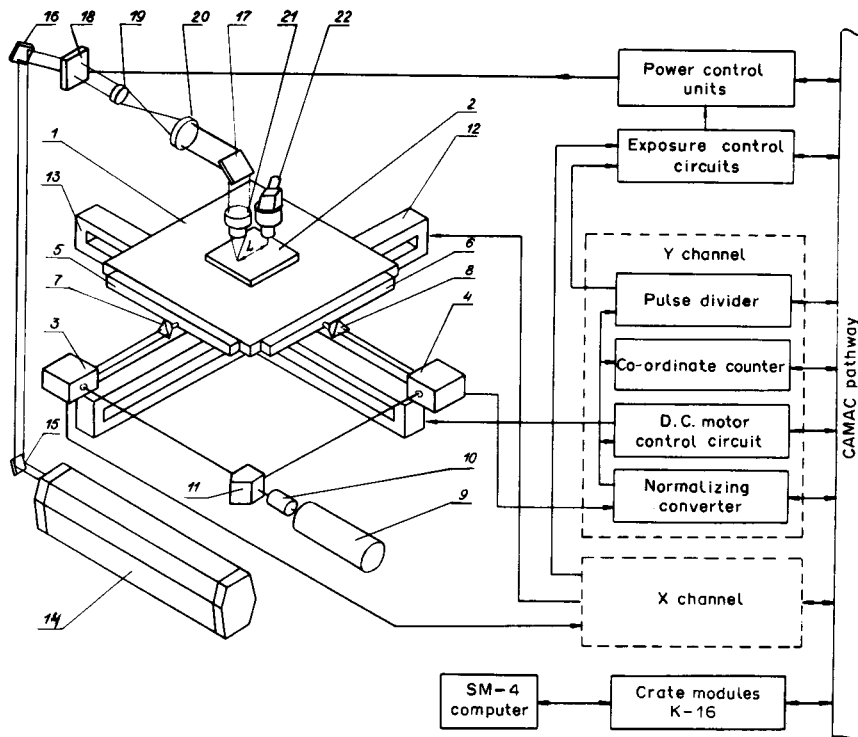 16 18 19 20 17 21 22
2
1
12
13
5
6
7
8
3
4
L
15
11
10
9
14
Power control
units
Exposure control
circuits
Y channel
Pulse divider
Co-ordinate counter
D.C. motor
control circuit
Normalizing
converter
X channel
SM-4
computer
Crate modules
K-16
CAMAC pathway